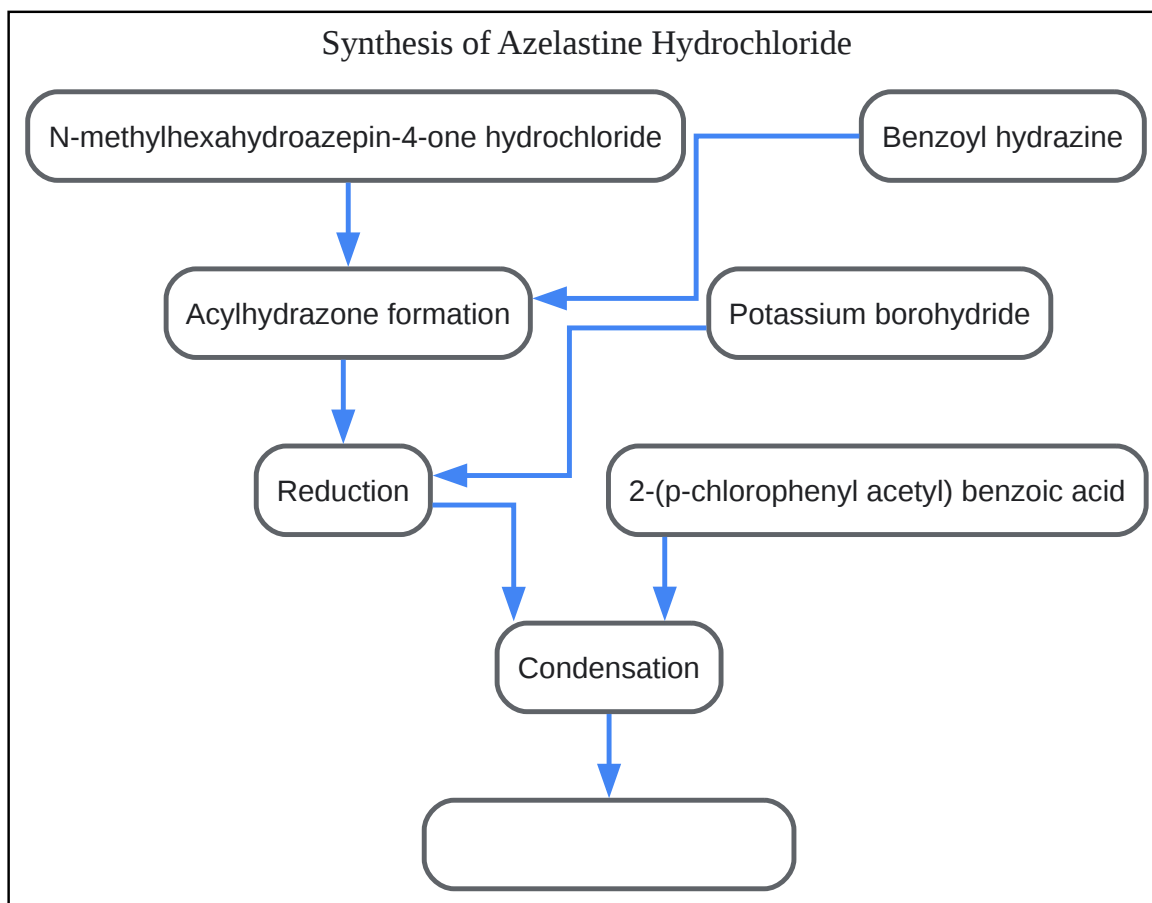 Synthesis of Azelastine Hydrochloride
N-methylhexahydroazepin-4-one hydrochloride
Benzoyl hydrazine
Acylhydrazone formation
Potassium borohydride
Reduction
2-(p-chlorophenyl acetyl) benzoic acid
Condensation